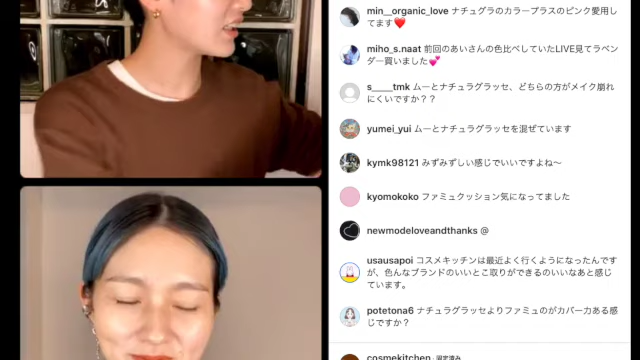 min__organic_love ナチュグラのカラープラスのピンク愛用
してます❤️
miho_s.naat 前回のあいさんの色比べしていたLIVE見てラベン
ダー買いました💕
s_____tmk ムーとナチュラグラッセ、どちらの方がメイク崩れ
にくいですか？？
yumei_yui ムーとナチュラグラッセを混ぜています
kymk98121 みずみずしい感じでいいですよね〜
kyomokoko ファミュクッション気になってました
newmodeloveandthanks @
usausapoi コスメキッチンは最近よく行くようになったんです
が、色んなブランドのいいとこ取りができるのいいなあと感じ
ています。
potetona6 ナチュラグラッセよりファミュのがカバー力ある感
じですか？
cosmekitchen 固定済み